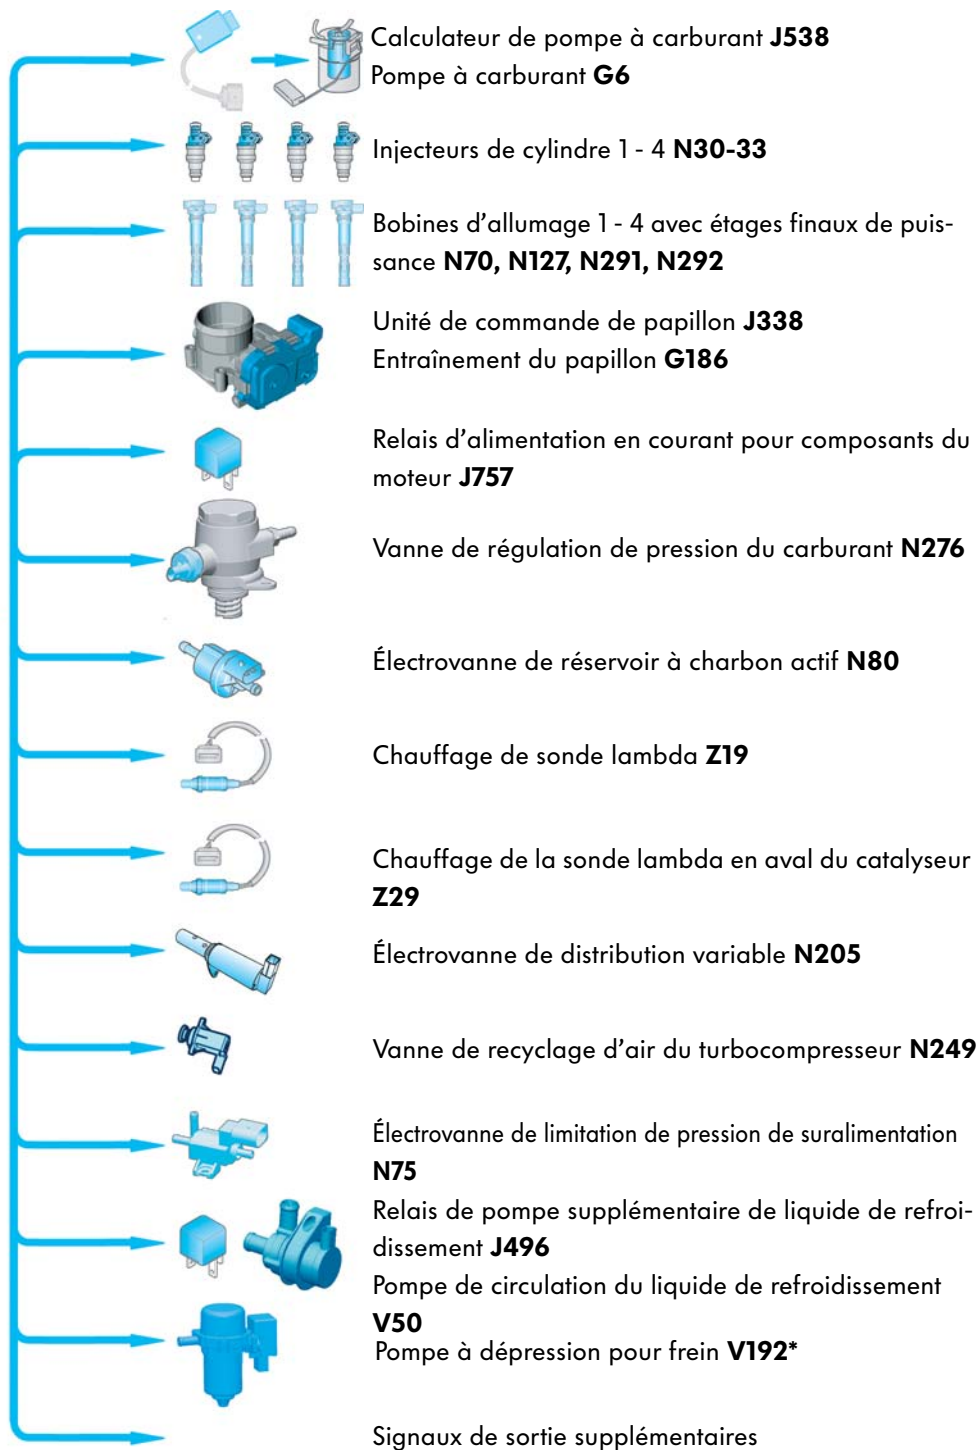 Calculateur de pompe à carburant J538
Pompe à carburant G6
Injecteurs de cylindre 1 - 4 N30-33
Bobines d'allumage 1 - 4 avec étages finaux de puis-
sance N70, N127, N291, N292
Unité de commande de papillon J338
Entraînement du papillon G186
Relais d'alimentation en courant pour composants du
moteur J757
Vanne de régulation de pression du carburant N276
Électrovanne de réservoir à charbon actif N80
Chauffage de sonde lambda Z19
Chauffage de la sonde lambda en aval du catalyseur
Z29
Électrovanne de distribution variable N205
Vanne de recyclage d'air du turbocompresseur N249
Électrovanne de limitation de pression de suralimentation
N75
Relais de pompe supplémentaire de liquide de refroi-
dissement J496
Pompe de circulation du liquide de refroidissement
V50
Pompe à dépression pour frein V192*
Signaux de sortie supplémentaires